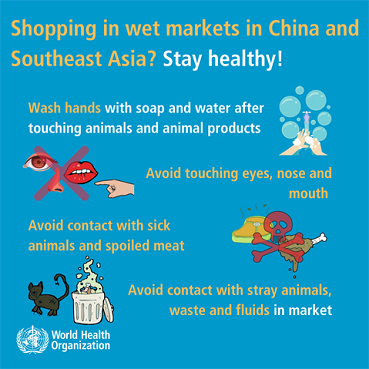 Shopping in wet markets in China and
Southeast Asia? Stay healthy!
Wash hands with soap and water after
touching animals and animal products
Avoid touching eyes, nose and
mouth
Avoid contact with sick
animals and spoiled meat
Avoid contact with stray animals,
waste and fluids in market
World Health
Organization